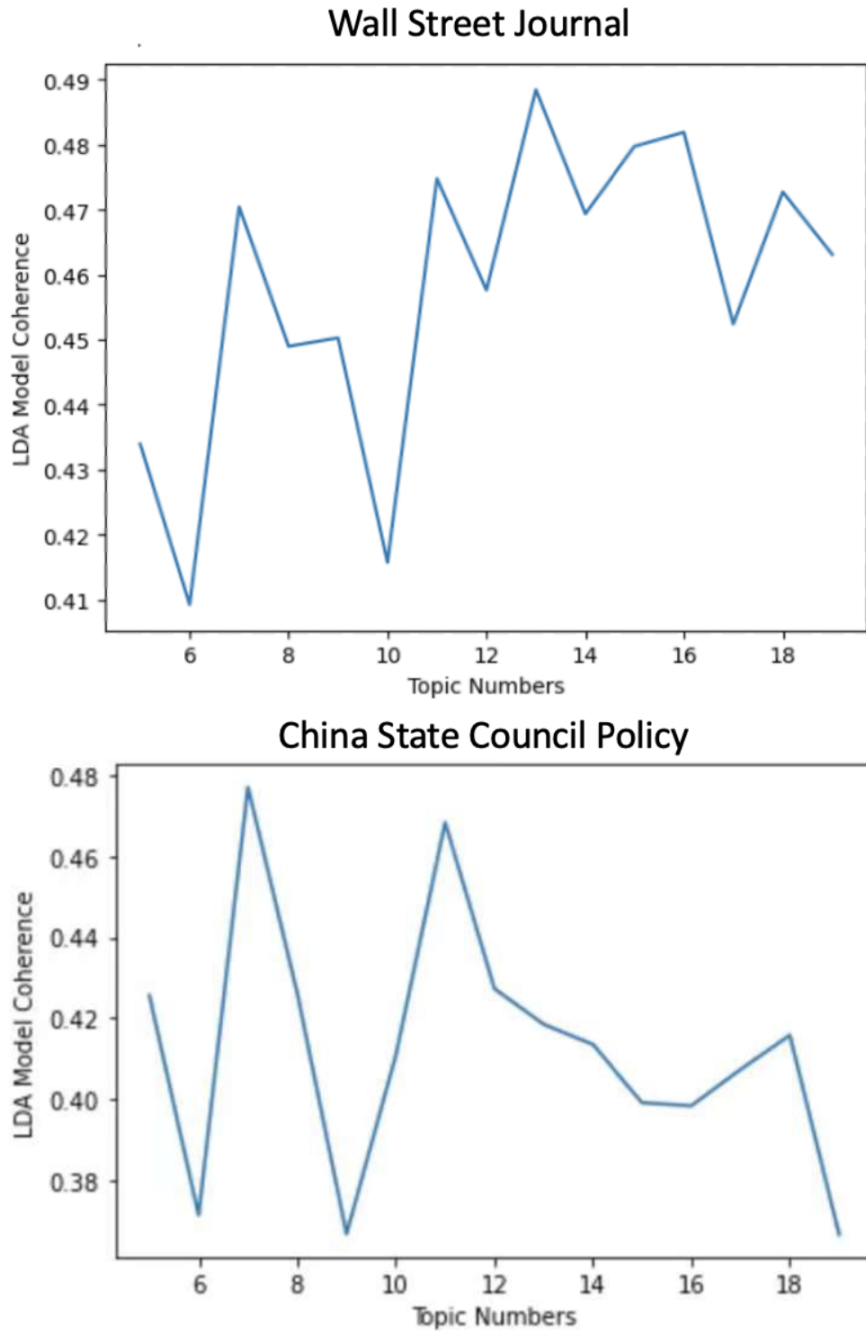 Wall Street Journal
0.49
0.48
0.47
0.46
0.45
0.44
0.43
0.42
0.41
LDA Model Coherence
6 8 10 12 14 16 18
Topic Numbers
China State Council Policy
0.48
0.46
0.44
0.42
0.40
0.38
LDA Model Coherence
6 8 10 12 14 16 18
Topic Numbers